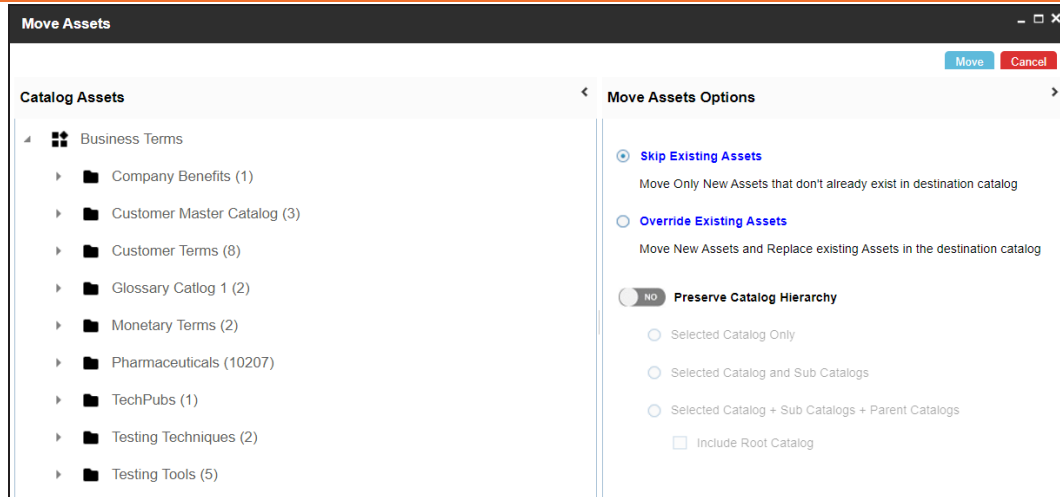 Move Assets
Move
Cancel
Catalog Assets
Business Terms
Company Benefits (1)
Customer Master Catalog (3)
Customer Terms (8)
Glossary Catlog 1 (2)
Monetary Terms (2)
Pharmaceuticals (10207)
TechPubs (1)
Testing Techniques (2)
Testing Tools (5)
Move Assets Options
Skip Existing Assets
Move Only New Assets that don't already exist in destination catalog
Override Existing Assets
Move New Assets and Replace existing Assets in the destination catalog
NO Preserve Catalog Hierarchy
Selected Catalog Only
Selected Catalog and Sub Catalogs
Selected Catalog + Sub Catalogs + Parent Catalogs
Include Root Catalog